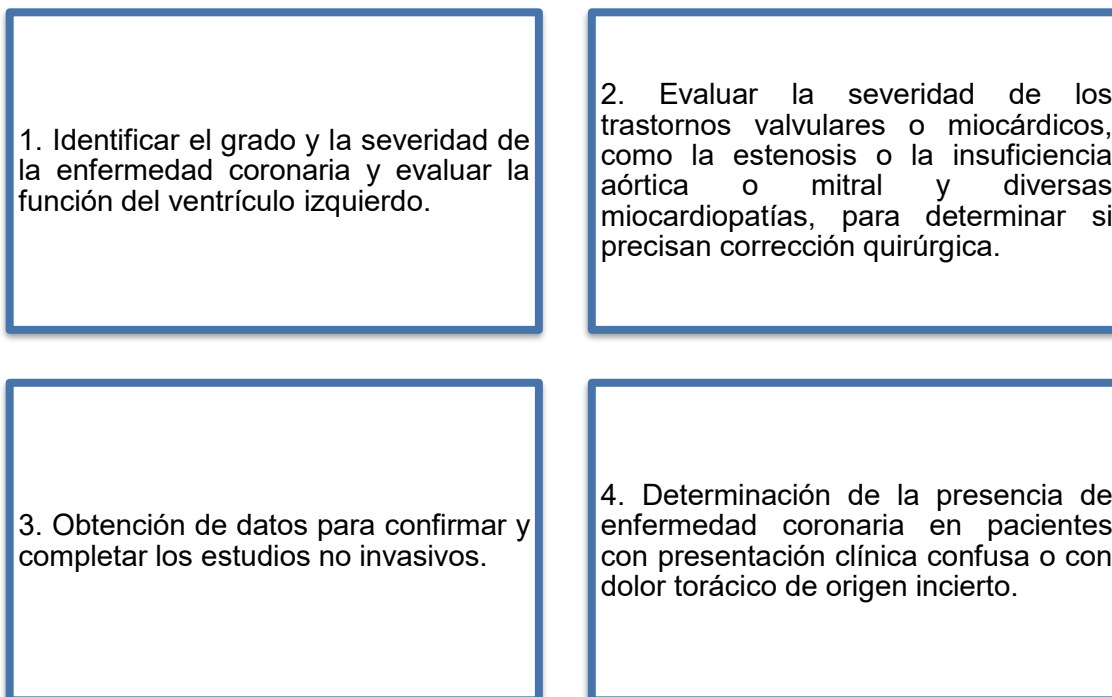 1. Identificar el grado y la severidad de
la enfermedad coronaria y evaluar la
función del ventrículo izquierdo.
2. Evaluar la severidad de los
trastornos valvulares o miocárdicos,
como la estenosis o la insuficiencia
aórtica o mitral y diversas
miocardiopatías, para determinar si
precisan corrección quirúrgica.
3. Obtención de datos para confirmar y
completar los estudios no invasivos.
4. Determinación de la presencia de
enfermedad coronaria en pacientes
con presentación clínica confusa o con
dolor torácico de origen incierto.